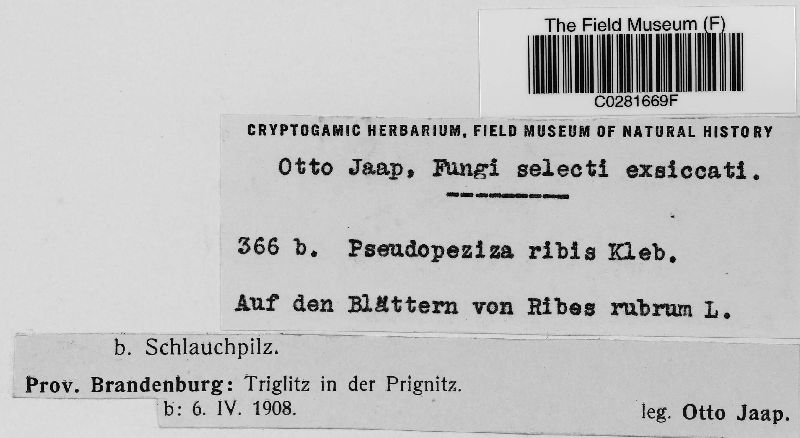 The Field Museum (F)
C0281669F
CRYPTOGAMIC HERBARIUM, FIELD MUSEUM OF NATURAL HISTORY
Otto Jaap, Fungi selecti exsiccati.
366 b. Pseudopeziza ribis Kleb.
Auf den Blättern von Ribes rubrum L.
b. Schlauchpilz.
Prov. Brandenburg: Triglitz in der Prignitz.
b: 6. IV. 1908.
leg. Otto Jaap.